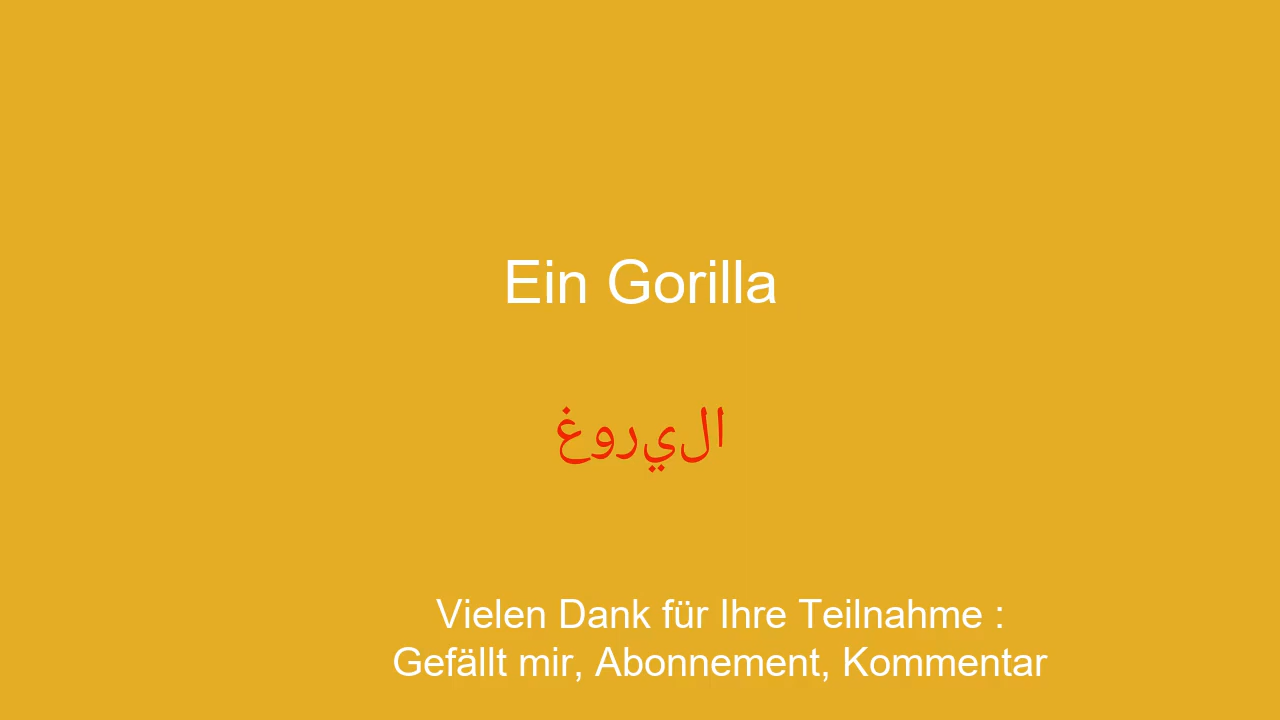 Ein Gorilla
اليروغ
Vielen Dank für Ihre Teilnahme :
Gefällt mir, Abonnement, Kommentar